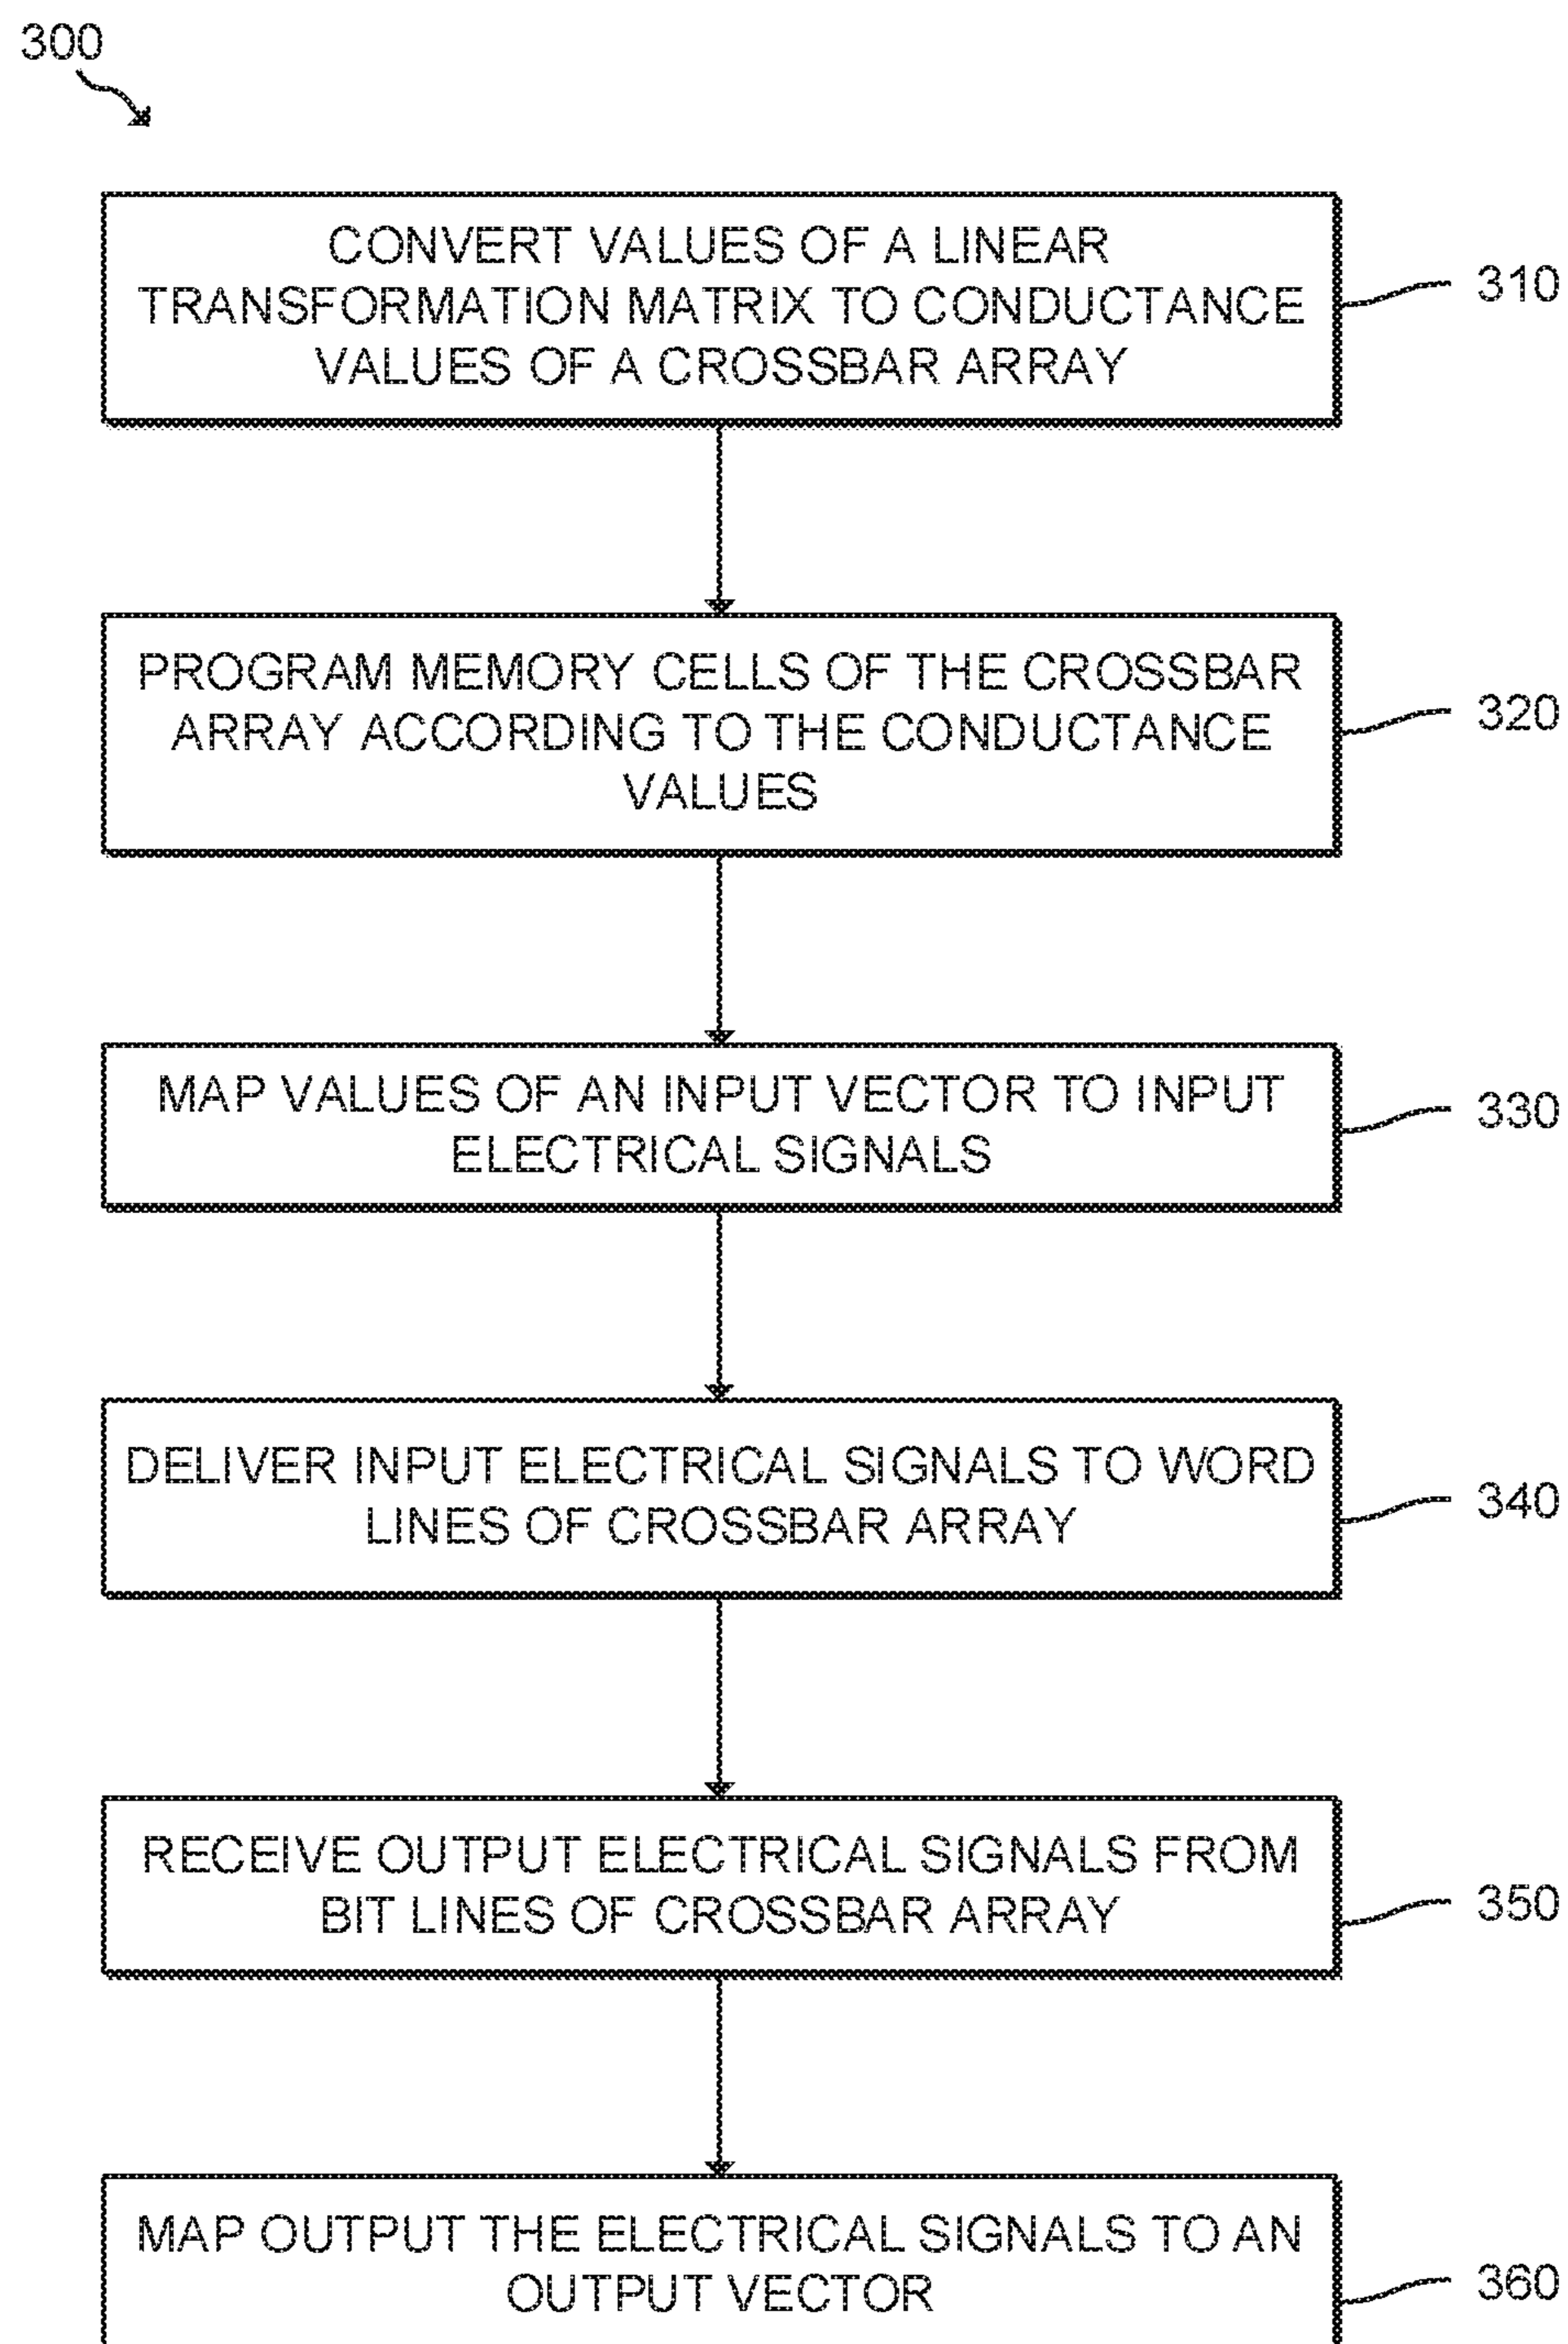 300
CONVERT VALUES OF A LINEAR
TRANSFORMATION MATRIX TO CONDUCTANCE
VALUES OF A CROSSBAR ARRAY
310
PROGRAM MEMORY CELLS OF THE CROSSBAR
ARRAY ACCORDING TO THE CONDUCTANCE
VALUES
320
MAP VALUES OF AN INPUT VECTOR TO INPUT
ELECTRICAL SIGNALS
330
DELIVER INPUT ELECTRICAL SIGNALS TO WORD
LINES OF CROSSBAR ARRAY
340
RECEIVE OUTPUT ELECTRICAL SIGNALS FROM
BIT LINES OF CROSSBAR ARRAY
350
MAP OUTPUT THE ELECTRICAL SIGNALS TO AN
OUTPUT VECTOR
360